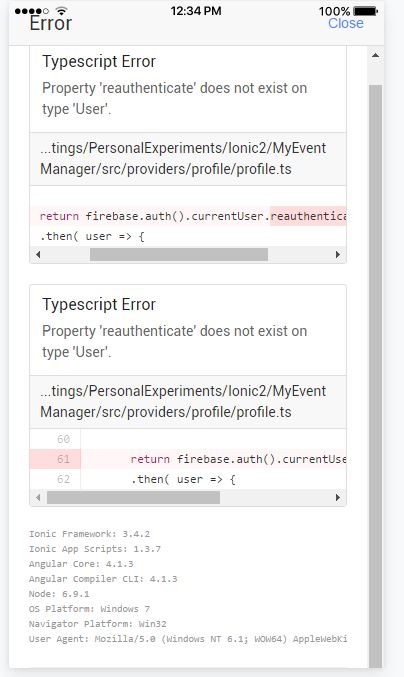 12:34 PM 100%
Error Close
Typescript Error
Property 'reauthenticate' does not exist on
type 'User'.
...tings/PersonalExperiments/Ionic2/MyEvent
Manager/src/providers/profile/profile.ts
return firebase.auth().currentUser.reauthentica
.then( user => {
Typescript Error
Property 'reauthenticate' does not exist on
type 'User'.
...tings/PersonalExperiments/Ionic2/MyEvent
Manager/src/providers/profile/profile.ts
60
61 return firebase.auth().currentUse
62 .then( user => {
Ionic Framework: 3.4.2
Ionic App Scripts: 1.3.7
Angular Core: 4.1.3
Angular Compiler CLI: 4.1.3
Node: 6.9.1
OS Platform: Windows 7
Navigator Platform: Win32
User Agent: Mozilla/5.0 (Windows NT 6.1; WOW64) AppleWebKi